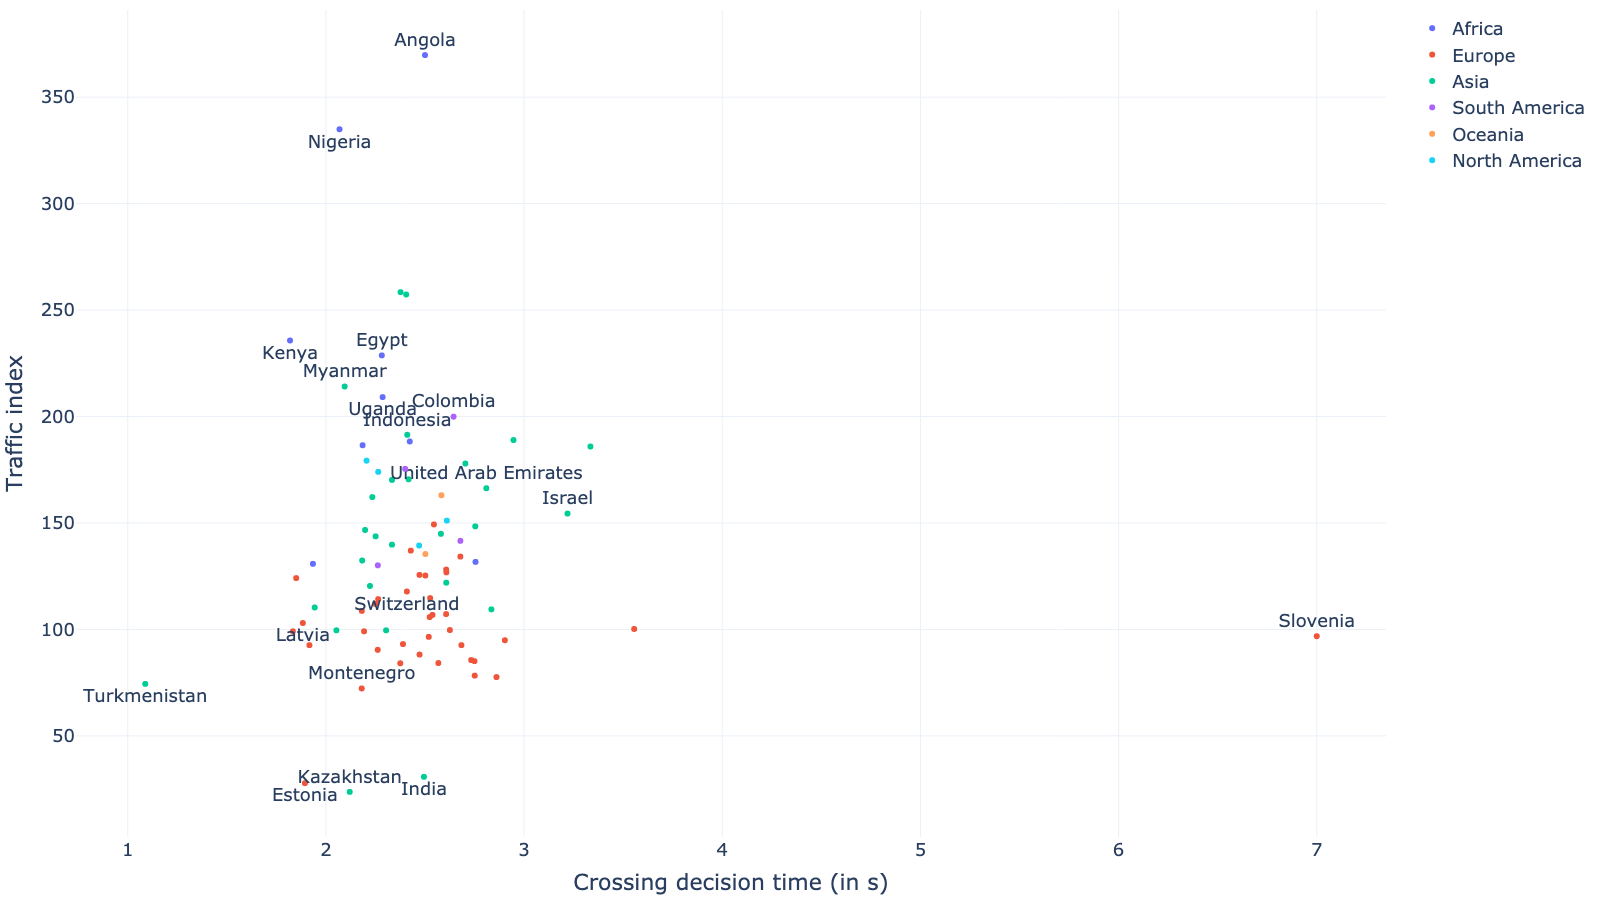 Angola
Nigeria
Kenya
Egypt
Myanmar
Uganda
Colombia
Indonesia
United Arab Emirates
Israel
Switzerland
Latvia
Slovenia
Montenegro
Turkmenistan
Kazakhstan
Estonia
India
350
300
250
200
150
100
50
Traffic index
1
2
3
4
5
6
7
Crossing decision time (in s)
Africa
Europe
Asia
South America
Oceania
North America